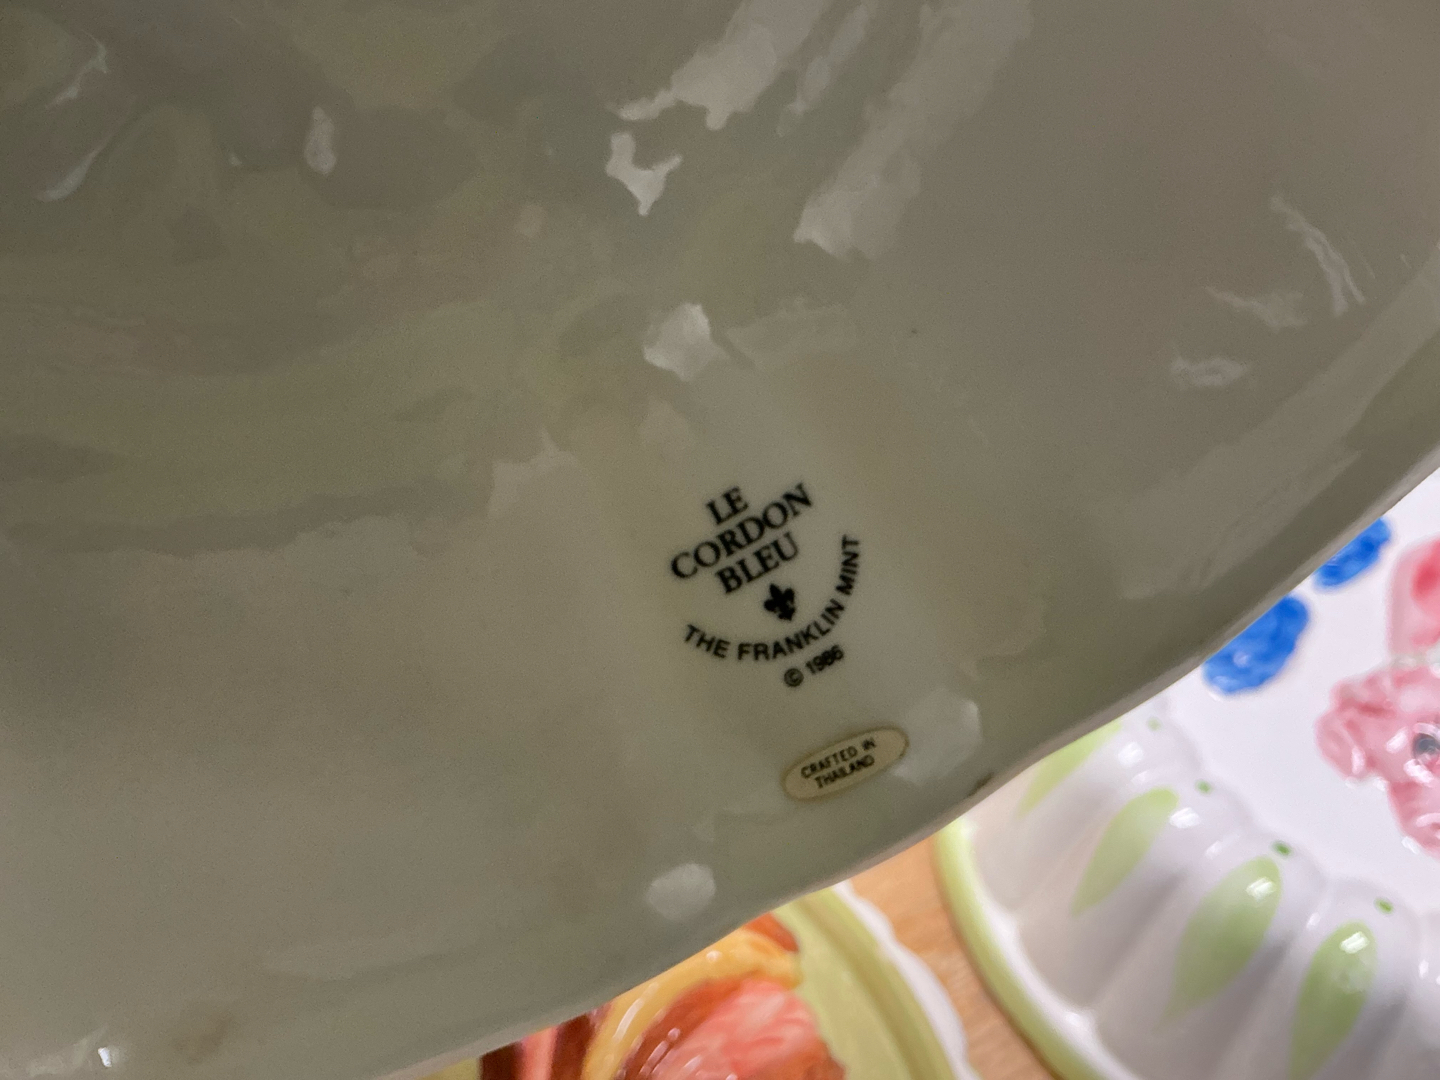 LE
CORDON
BLEU
THE FRANKLIN MINT
© 1986
CRAFTED IN
THAILAND